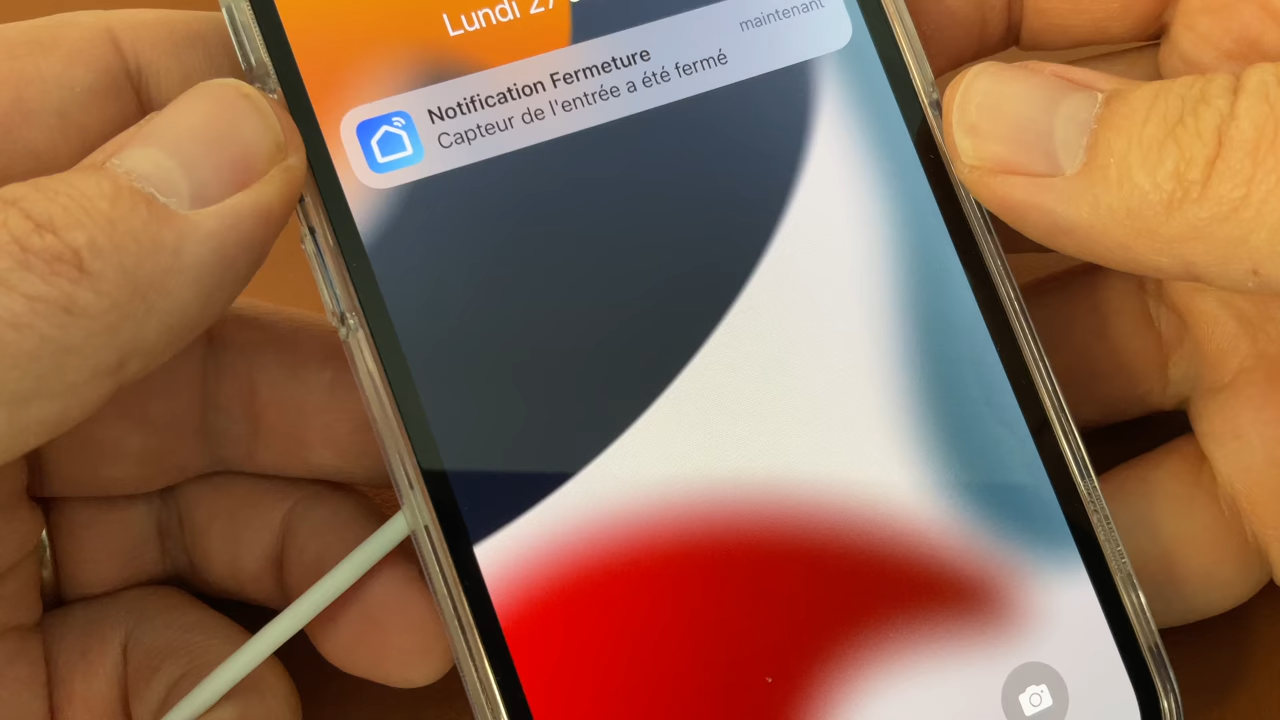 Lundi 27
maintenant
Notification Fermeture
Capteur de l'entrée a été fermé